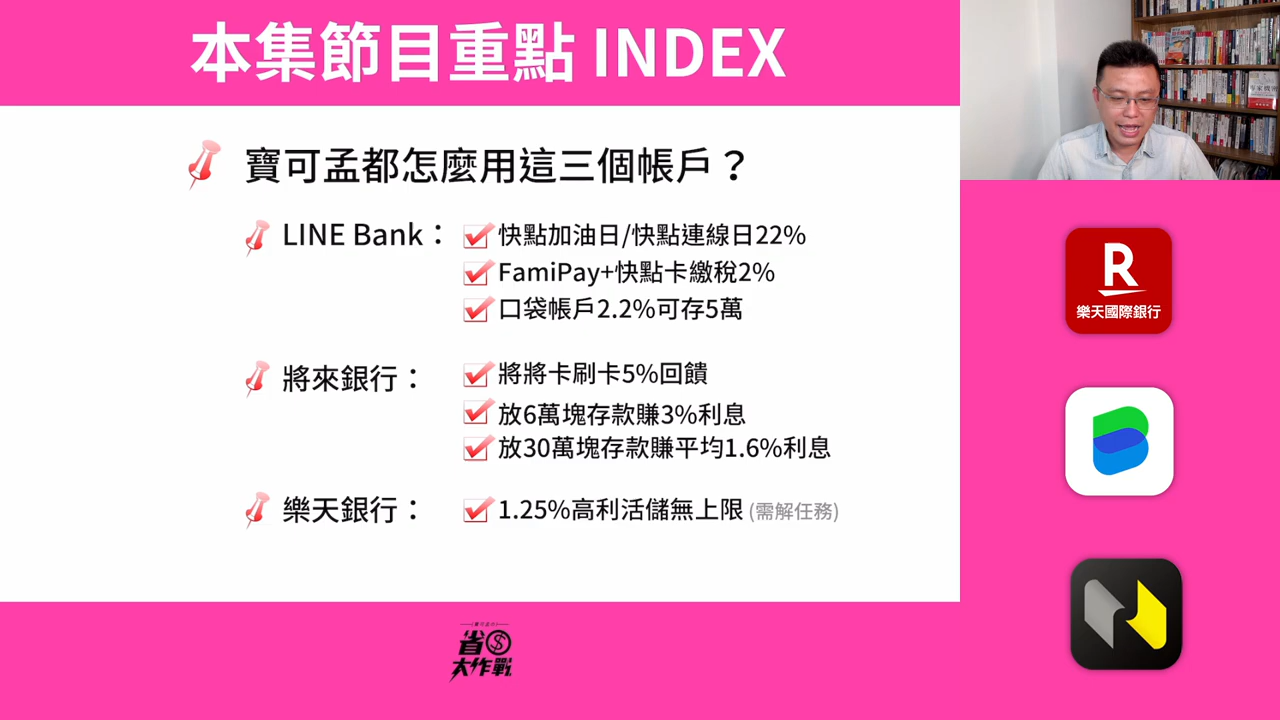 本集節目重點 INDEX
寶可孟都怎麼用這三個帳戶？
LINE Bank：
快點加油日/快點連線日22%
FamiPay+快點卡繳稅2%
口袋帳戶2.2%可存5萬
將來銀行：
將將卡刷卡5%回饋
放6萬塊存款賺3%利息
放30萬塊存款賺平均1.6%利息
樂天銀行：
1.25%高利活儲無上限 (需解任務)
R
樂天國際銀行
省$
大作戰